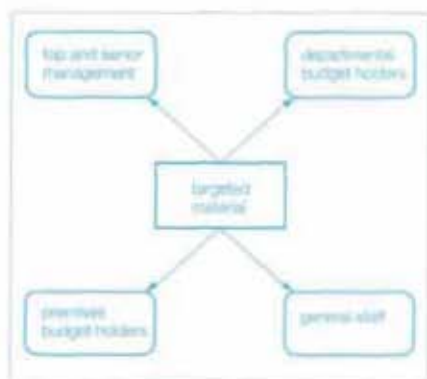 top and senior
management
departmental
budget holders
targeted
material
premises
budget holders
general staff